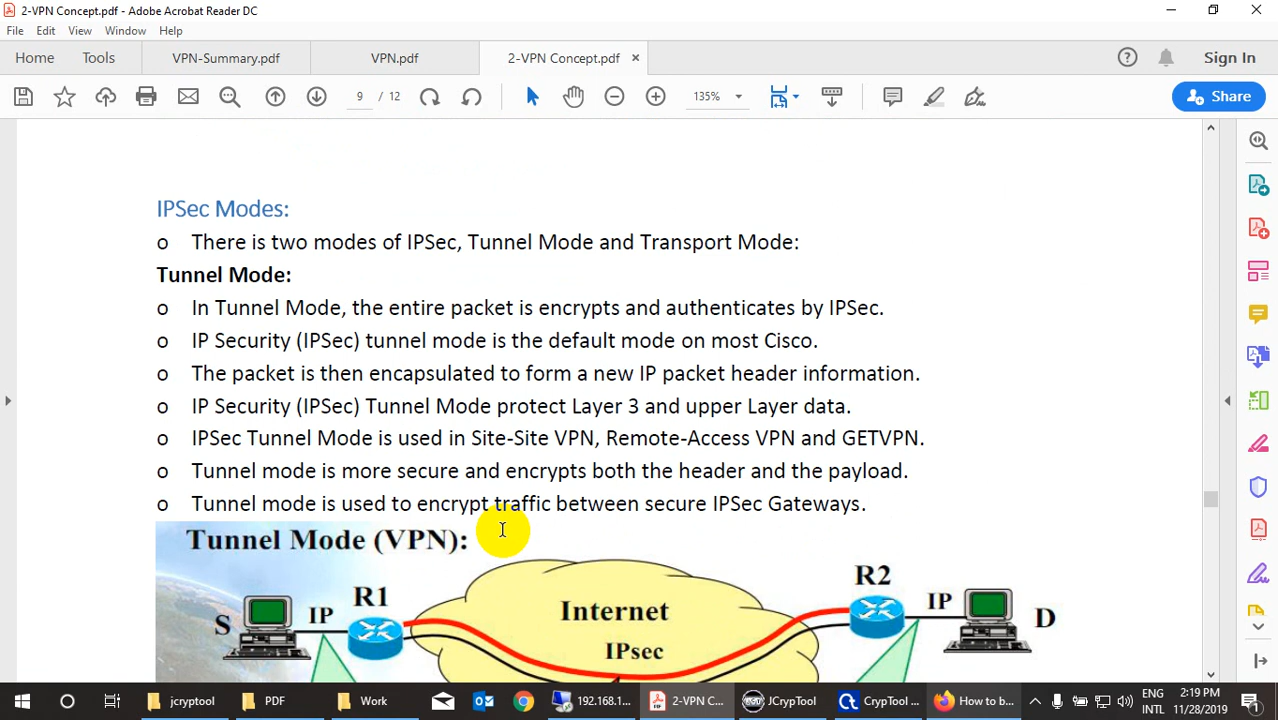 2-VPN Concept.pdf - Adobe Acrobat Reader DC
File Edit View Window Help
Home Tools VPN-Summary.pdf VPN.pdf 2-VPN Concept.pdf × Sign In
9 / 12 135% Share
IPSec Modes:
o There is two modes of IPSec, Tunnel Mode and Transport Mode:
Tunnel Mode:
o In Tunnel Mode, the entire packet is encrypts and authenticates by IPSec.
o IP Security (IPSec) tunnel mode is the default mode on most Cisco.
o The packet is then encapsulated to form a new IP packet header information.
o IP Security (IPSec) Tunnel Mode protect Layer 3 and upper Layer data.
o IPSec Tunnel Mode is used in Site-Site VPN, Remote-Access VPN and GETVPN.
o Tunnel mode is more secure and encrypts both the header and the payload.
o Tunnel mode is used to encrypt traffic between secure IPSec Gateways.
Tunnel Mode (VPN):
S IP R1 Internet R2 IP D
IPsec
jcryptool PDF Work 192.168.1... 2-VPN C... JCrypTool CrypTool ... How to b... ENG 2:19 PM
INTL 11/28/2019